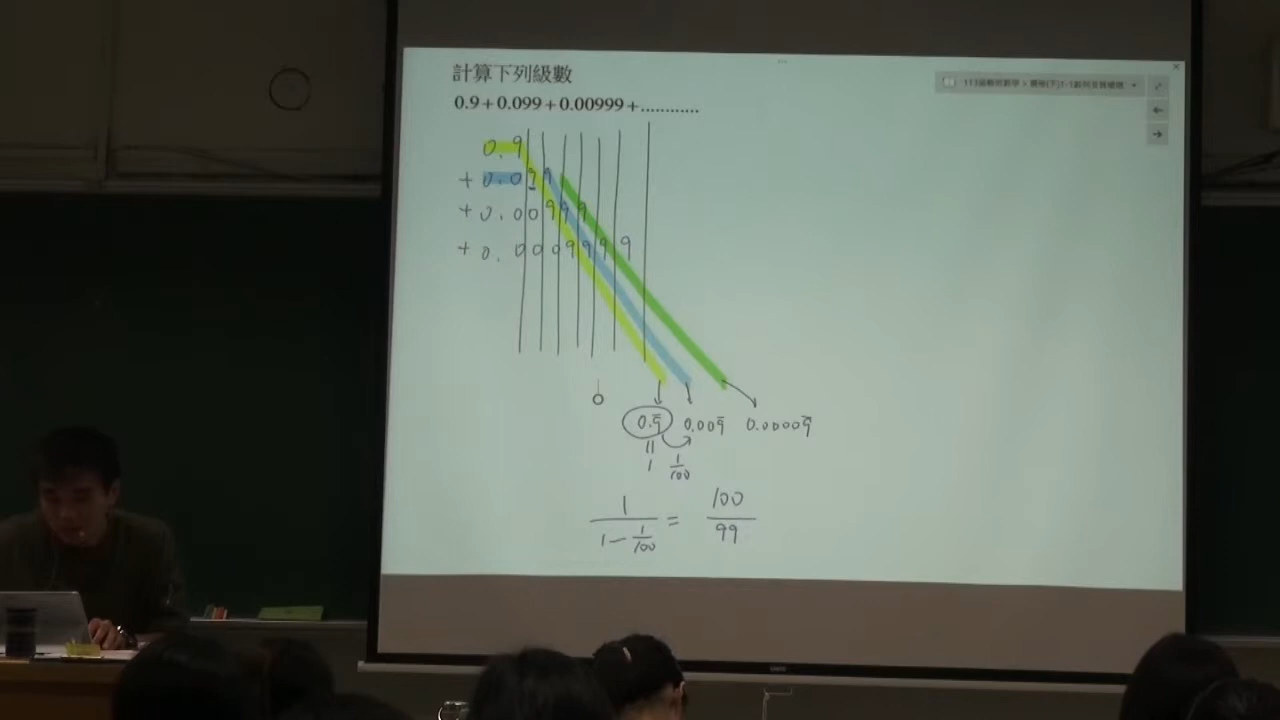 計算下列級數
0.9+0.099+0.00999+............
0.9
+0.099
+0.00999
+0.0009999
0.9̅ 0.009̅ 0.00009̅
||
1 1/100
1/(1-1/100) = 100/99